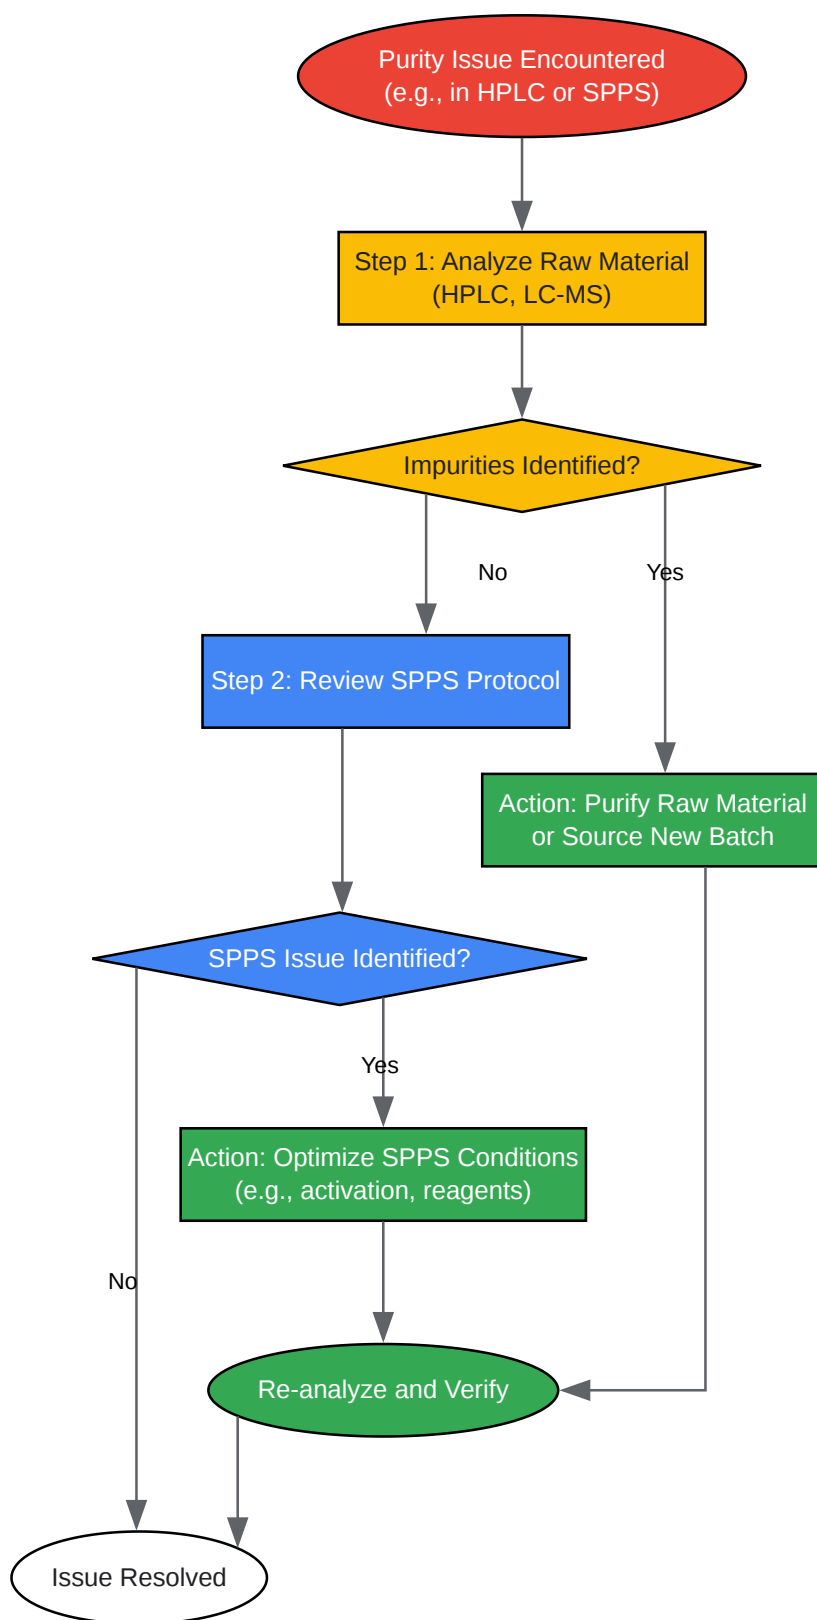 Purity Issue Encountered
(e.g., in HPLC or SPPS)
Step 1: Analyze Raw Material
(HPLC, LC-MS)
Impurities Identified?
No
Yes
Step 2: Review SPPS Protocol
Action: Purify Raw Material
or Source New Batch
SPPS Issue Identified?
Yes
Action: Optimize SPPS Conditions
(e.g., activation, reagents)
No
Re-analyze and Verify
Issue Resolved